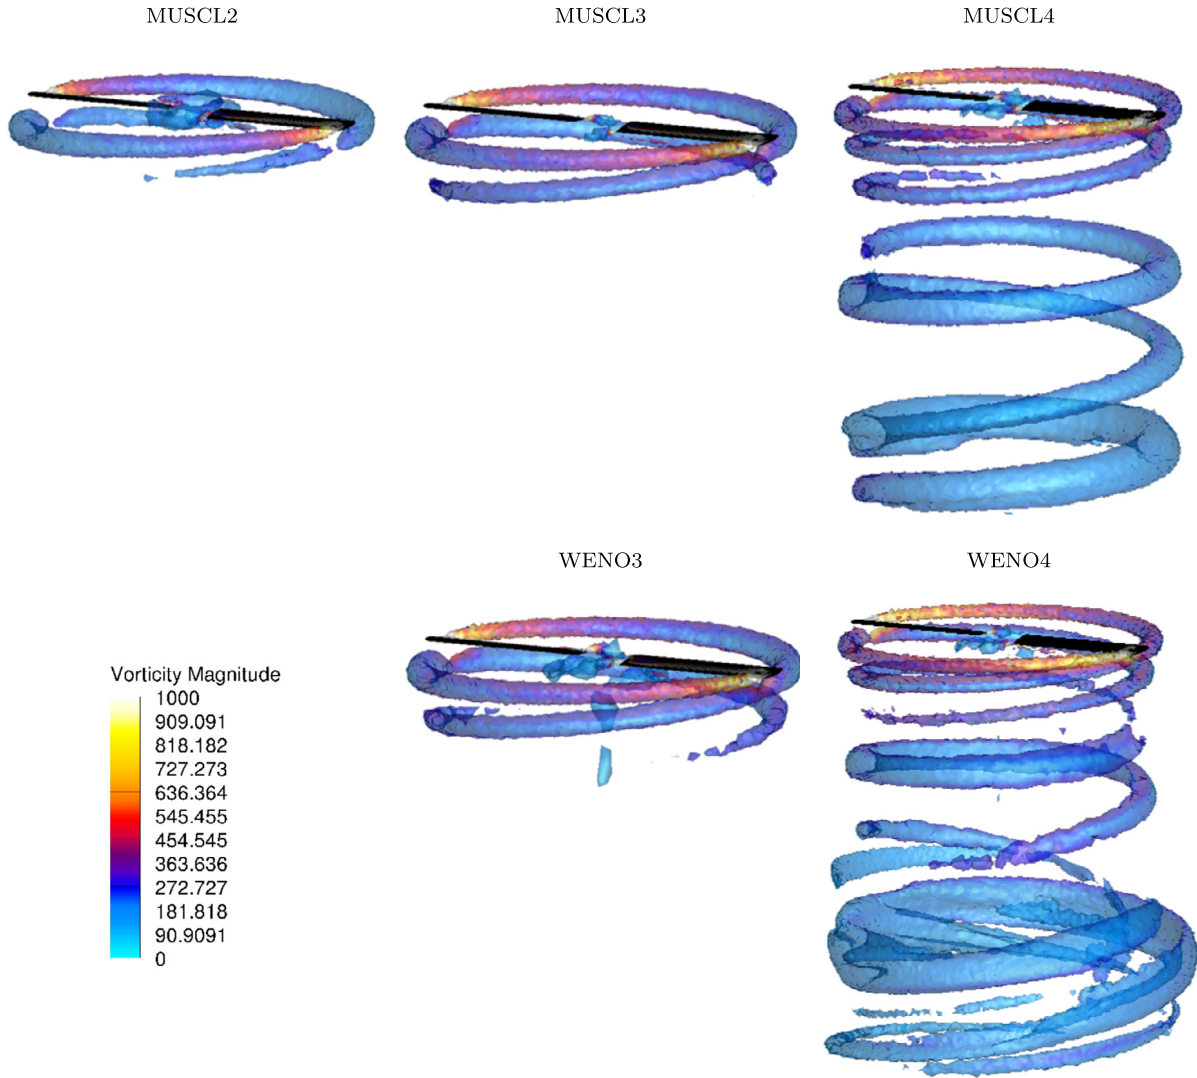 MUSCL2
MUSCL3
MUSCL4
WENO3
WENO4
Vorticity Magnitude
1000
909.091
818.182
727.273
636.364
545.455
454.545
363.636
272.727
181.818
90.9091
0